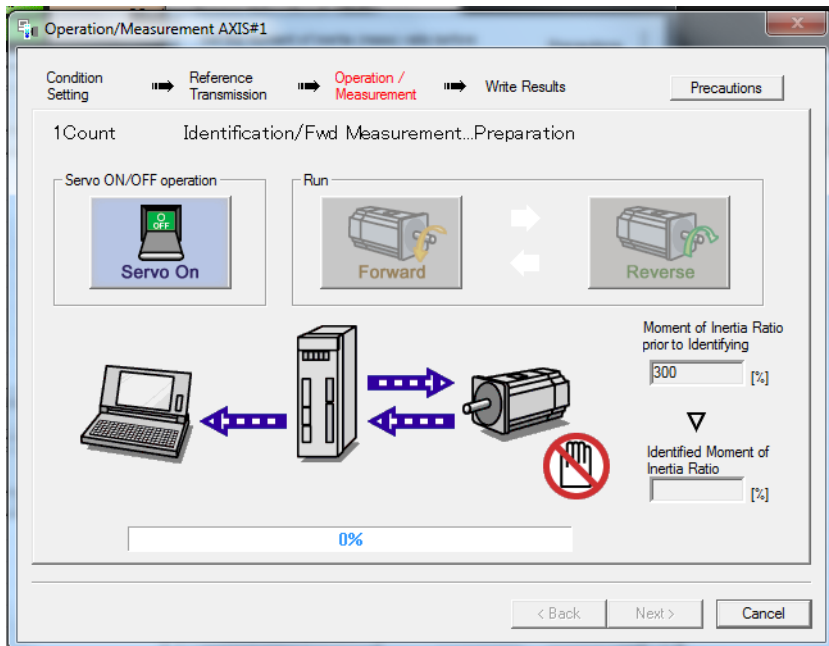 Operation/Measurement AXIS#1
Condition Setting
Reference Transmission
Operation / Measurement
Write Results
Precautions
1Count Identification/Fwd Measurement...Preparation
Servo ON/OFF operation
Run
OFF
Servo On
Forward
Reverse
Moment of Inertia Ratio
prior to Identifying
300 [%]
Identified Moment of
Inertia Ratio
[%]
0%
< Back
Next >
Cancel